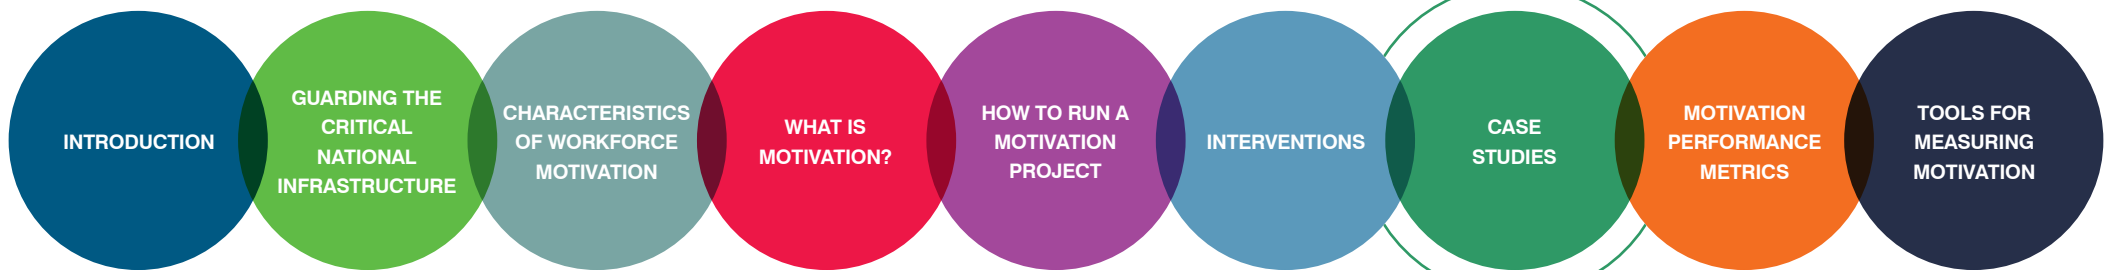 INTRODUCTION
GUARDING THE
CRITICAL
NATIONAL
INFRASTRUCTURE
CHARACTERISTICS
OF WORKFORCE
MOTIVATION
WHAT IS
MOTIVATION?
HOW TO RUN A
MOTIVATION
PROJECT
INTERVENTIONS
CASE
STUDIES
MOTIVATION
PERFORMANCE
METRICS
TOOLS FOR
MEASURING
MOTIVATION